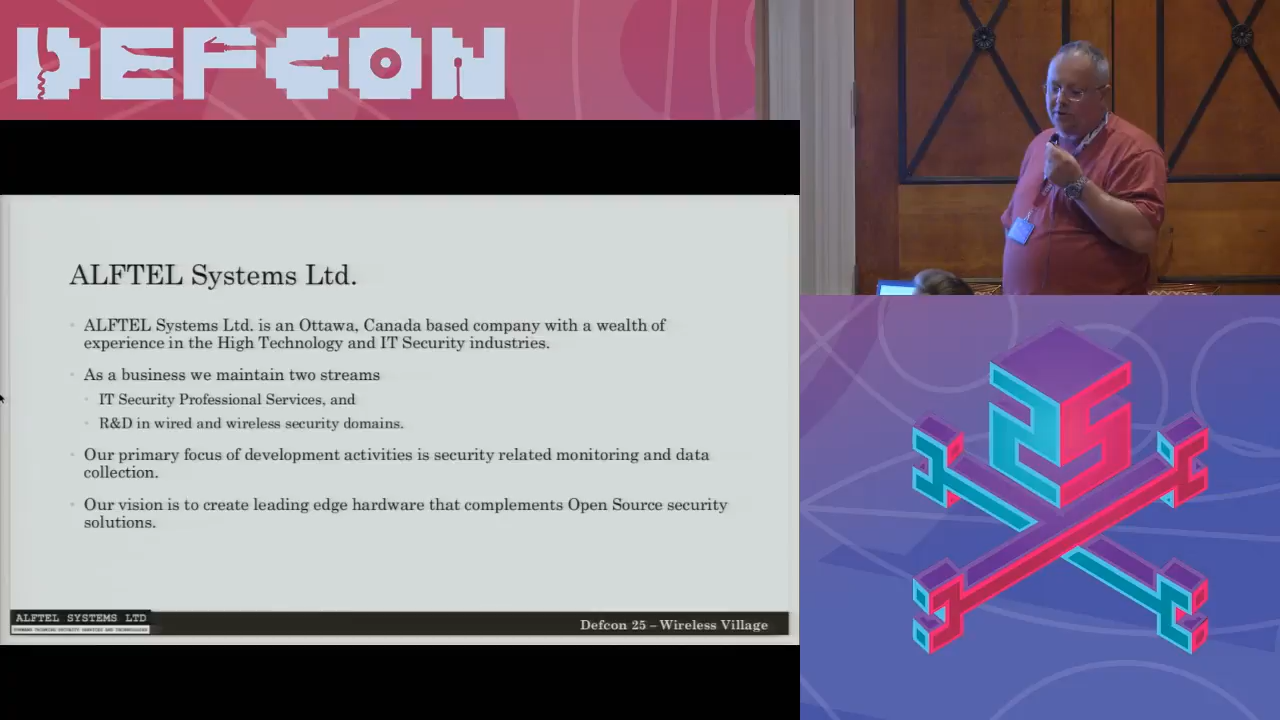 DEFCON
ALFTEL Systems Ltd.
ALFTEL Systems Ltd. is an Ottawa, Canada based company with a wealth of
experience in the High Technology and IT Security industries.
As a business we maintain two streams
IT Security Professional Services, and
R&D in wired and wireless security domains.
Our primary focus of development activities is security related monitoring and data
collection.
Our vision is to create leading edge hardware that complements Open Source security
solutions.
ALFTEL SYSTEMS LTD
Defcon 25 – Wireless Village
25